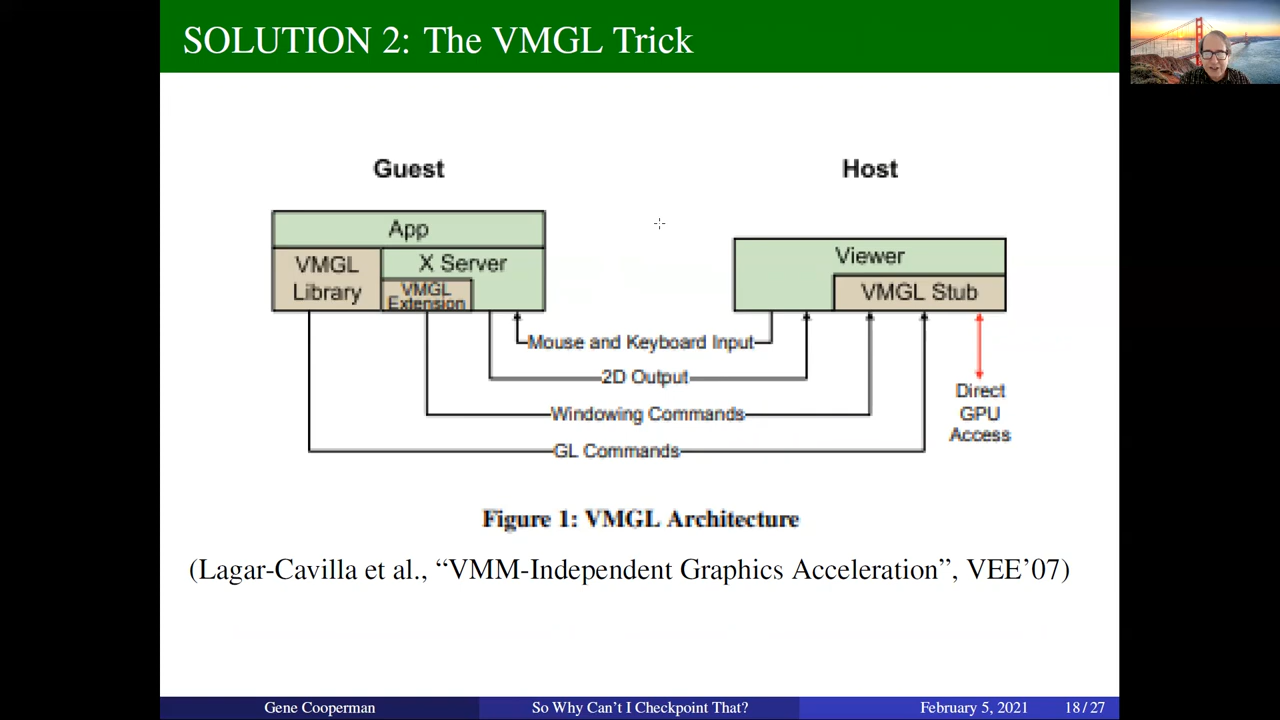 SOLUTION 2: The VMGL Trick
Guest
Host
App
VMGL
Library
X Server
VMGL
Extension
Viewer
VMGL Stub
Mouse and Keyboard Input
2D Output
Windowing Commands
GL Commands
Direct
GPU
Access
Figure 1: VMGL Architecture
(Lagar-Cavilla et al., “VMM-Independent Graphics Acceleration”, VEE’07)
Gene Cooperman
So Why Can’t I Checkpoint That?
February 5, 2021
18 / 27